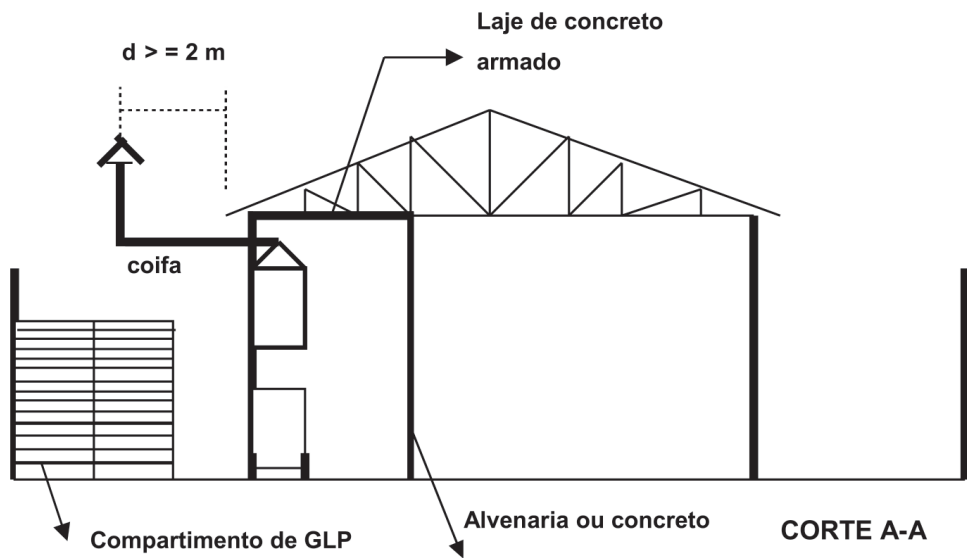 Laje de concreto
armado
d > = 2 m
coifa
Compartimento de GLP
Alvenaria ou concreto
CORTE A-A